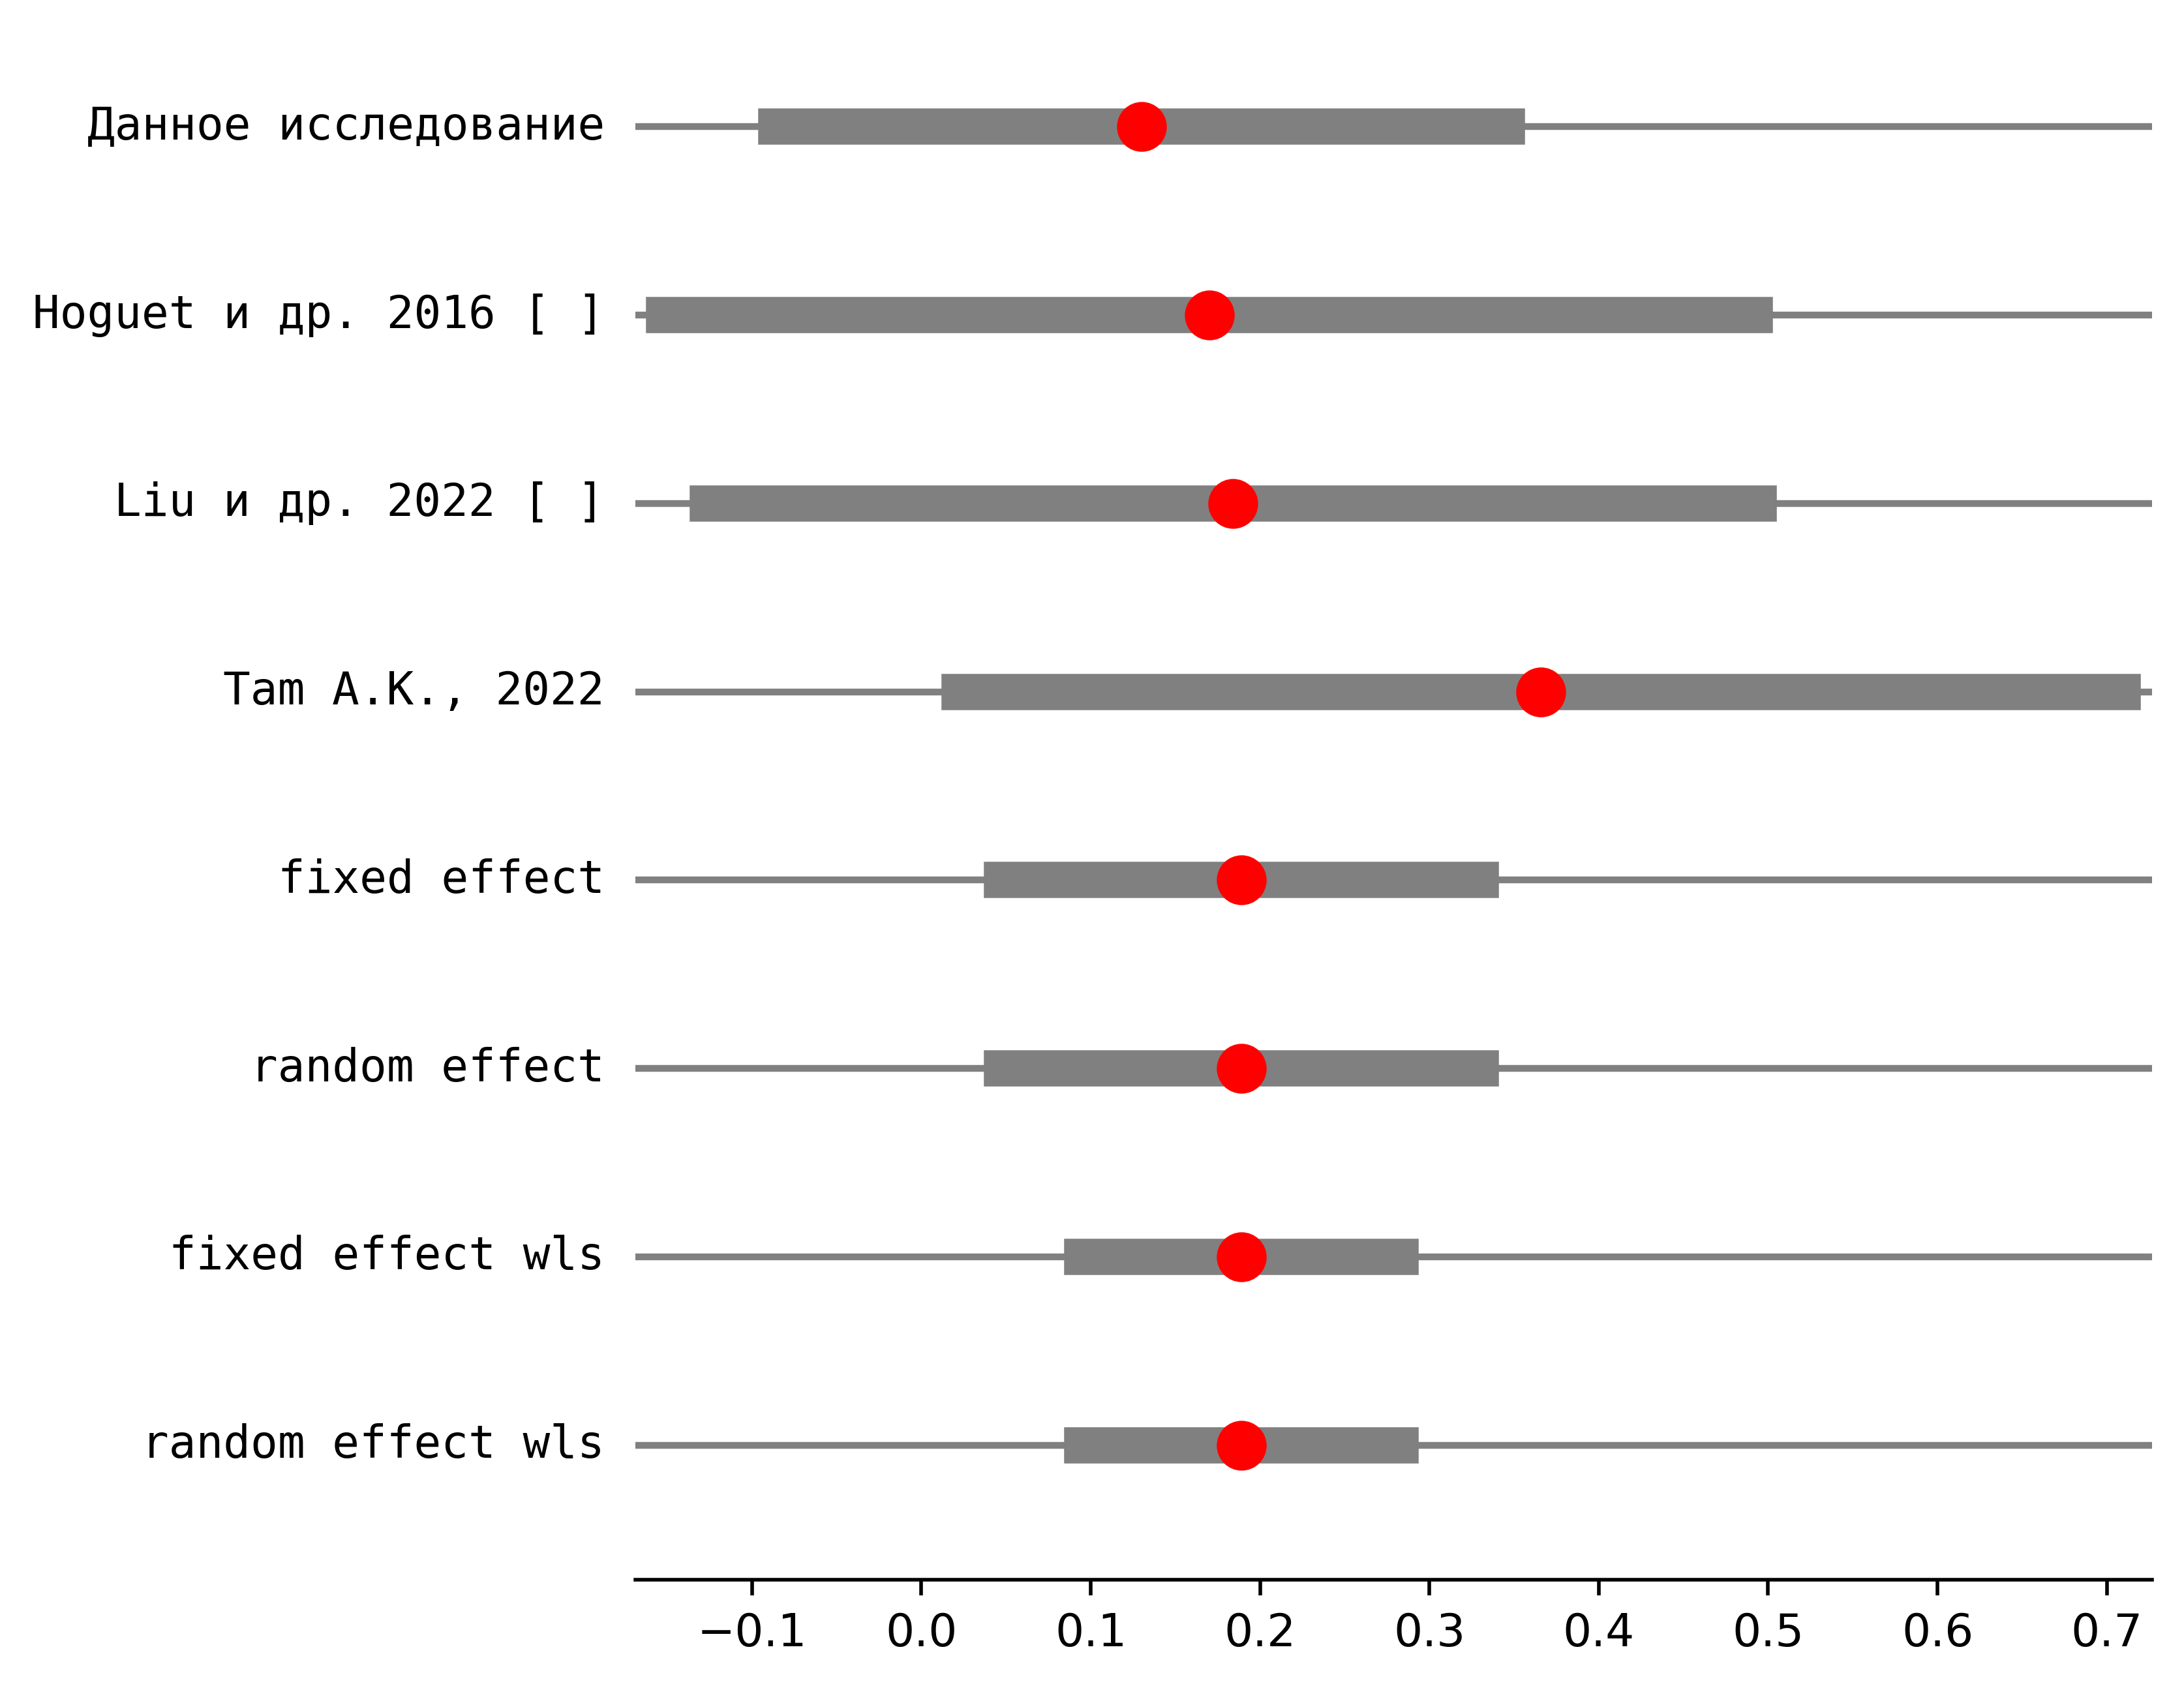 Данное исследование
Hoguet и др. 2016 [ ]
Liu и др. 2022 [ ]
Tam A.K., 2022
fixed effect
random effect
fixed effect wls
random effect wls
−0.1 0.0 0.1 0.2 0.3 0.4 0.5 0.6 0.7